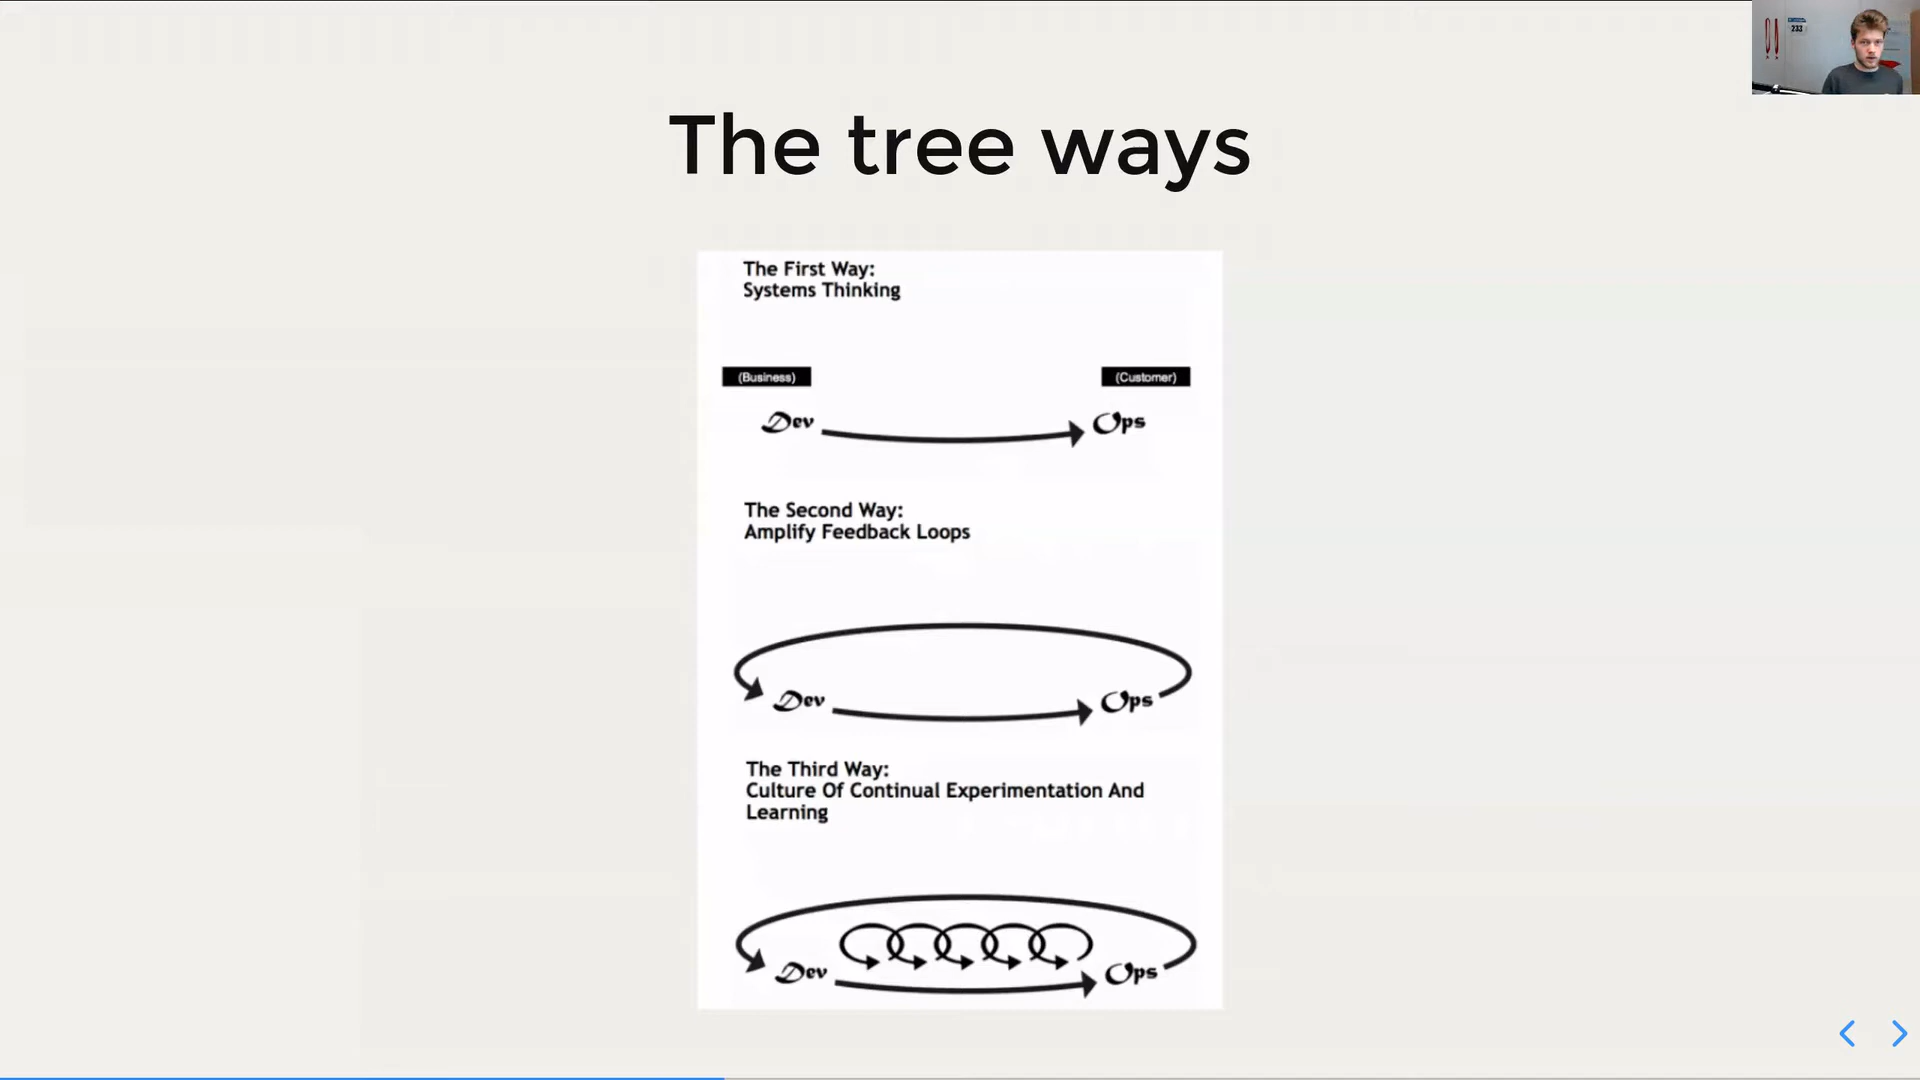 The tree ways
The First Way:
Systems Thinking
(Business)
(Customer)
Dev
Ops
The Second Way:
Amplify Feedback Loops
Dev
Ops
The Third Way:
Culture Of Continual Experimentation And
Learning
Dev
Ops
233